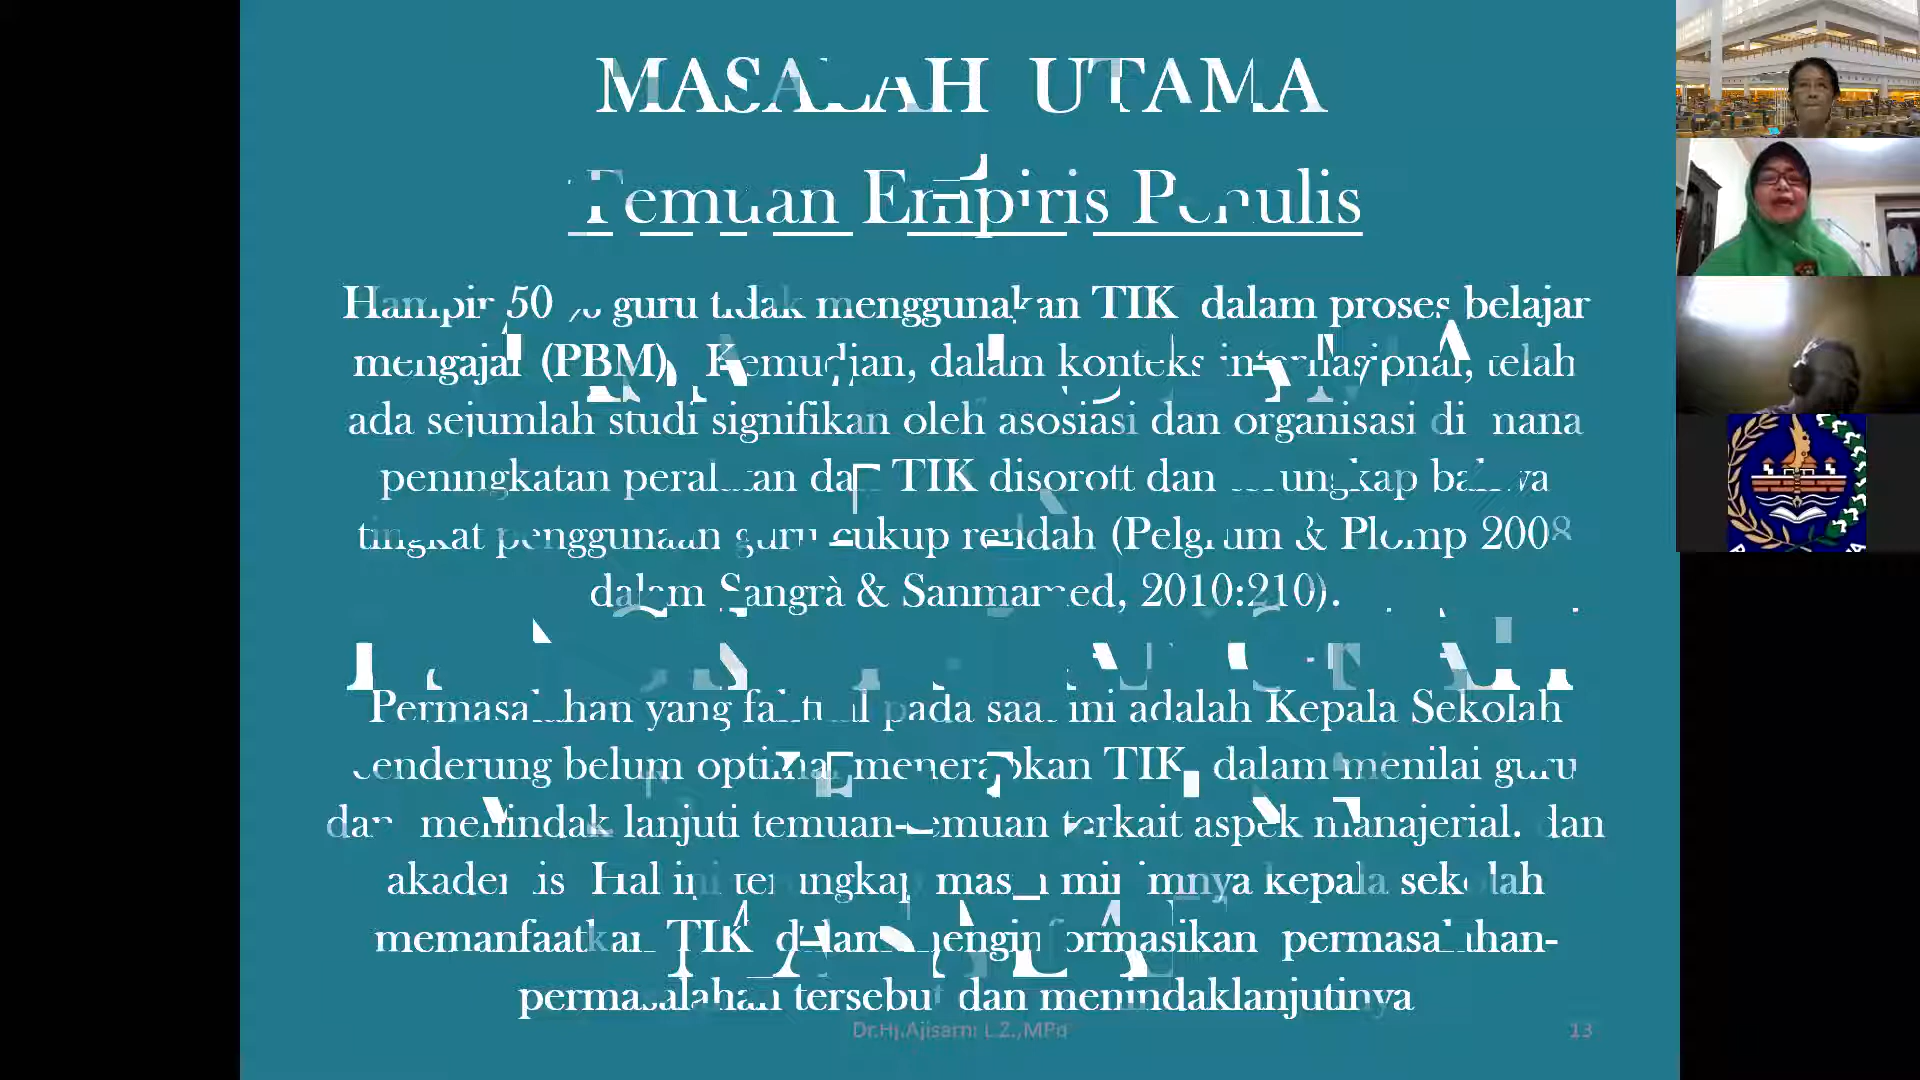 MASALAH UTAMA
Temuan Empiris Penulis
Hampir 50 % guru tidak menggunakan TIK dalam proses belajar
mengajar (PBM). Kemudian, dalam konteks internasional, telah
ada sejumlah studi signifikan oleh asosiasi dan organisasi di mana
peningkatan peralatan dan TIK disorott dan bahwa
tingkat penggunaan guru cukup rendah (Pelgrum & Plomp 2008
dalam Sangrà & Sanmamed, 2010:210).
Permasalahan yang faktual pada saat ini adalah Kepala Sekolah
cenderung belum optimal menerapkan TIK dalam menilai guru
dan menindak lanjuti temuan-temuan terkait aspek manajerial. dan
akademis Hal ini terungkap masih minimnya kepala sekolah
memanfaatkan TIK dalam menginformasikan permasalahan-
permasalahan tersebut dan menindaklanjutinya
Dr.Hj.Ajisarni L.Z.,MPd
13